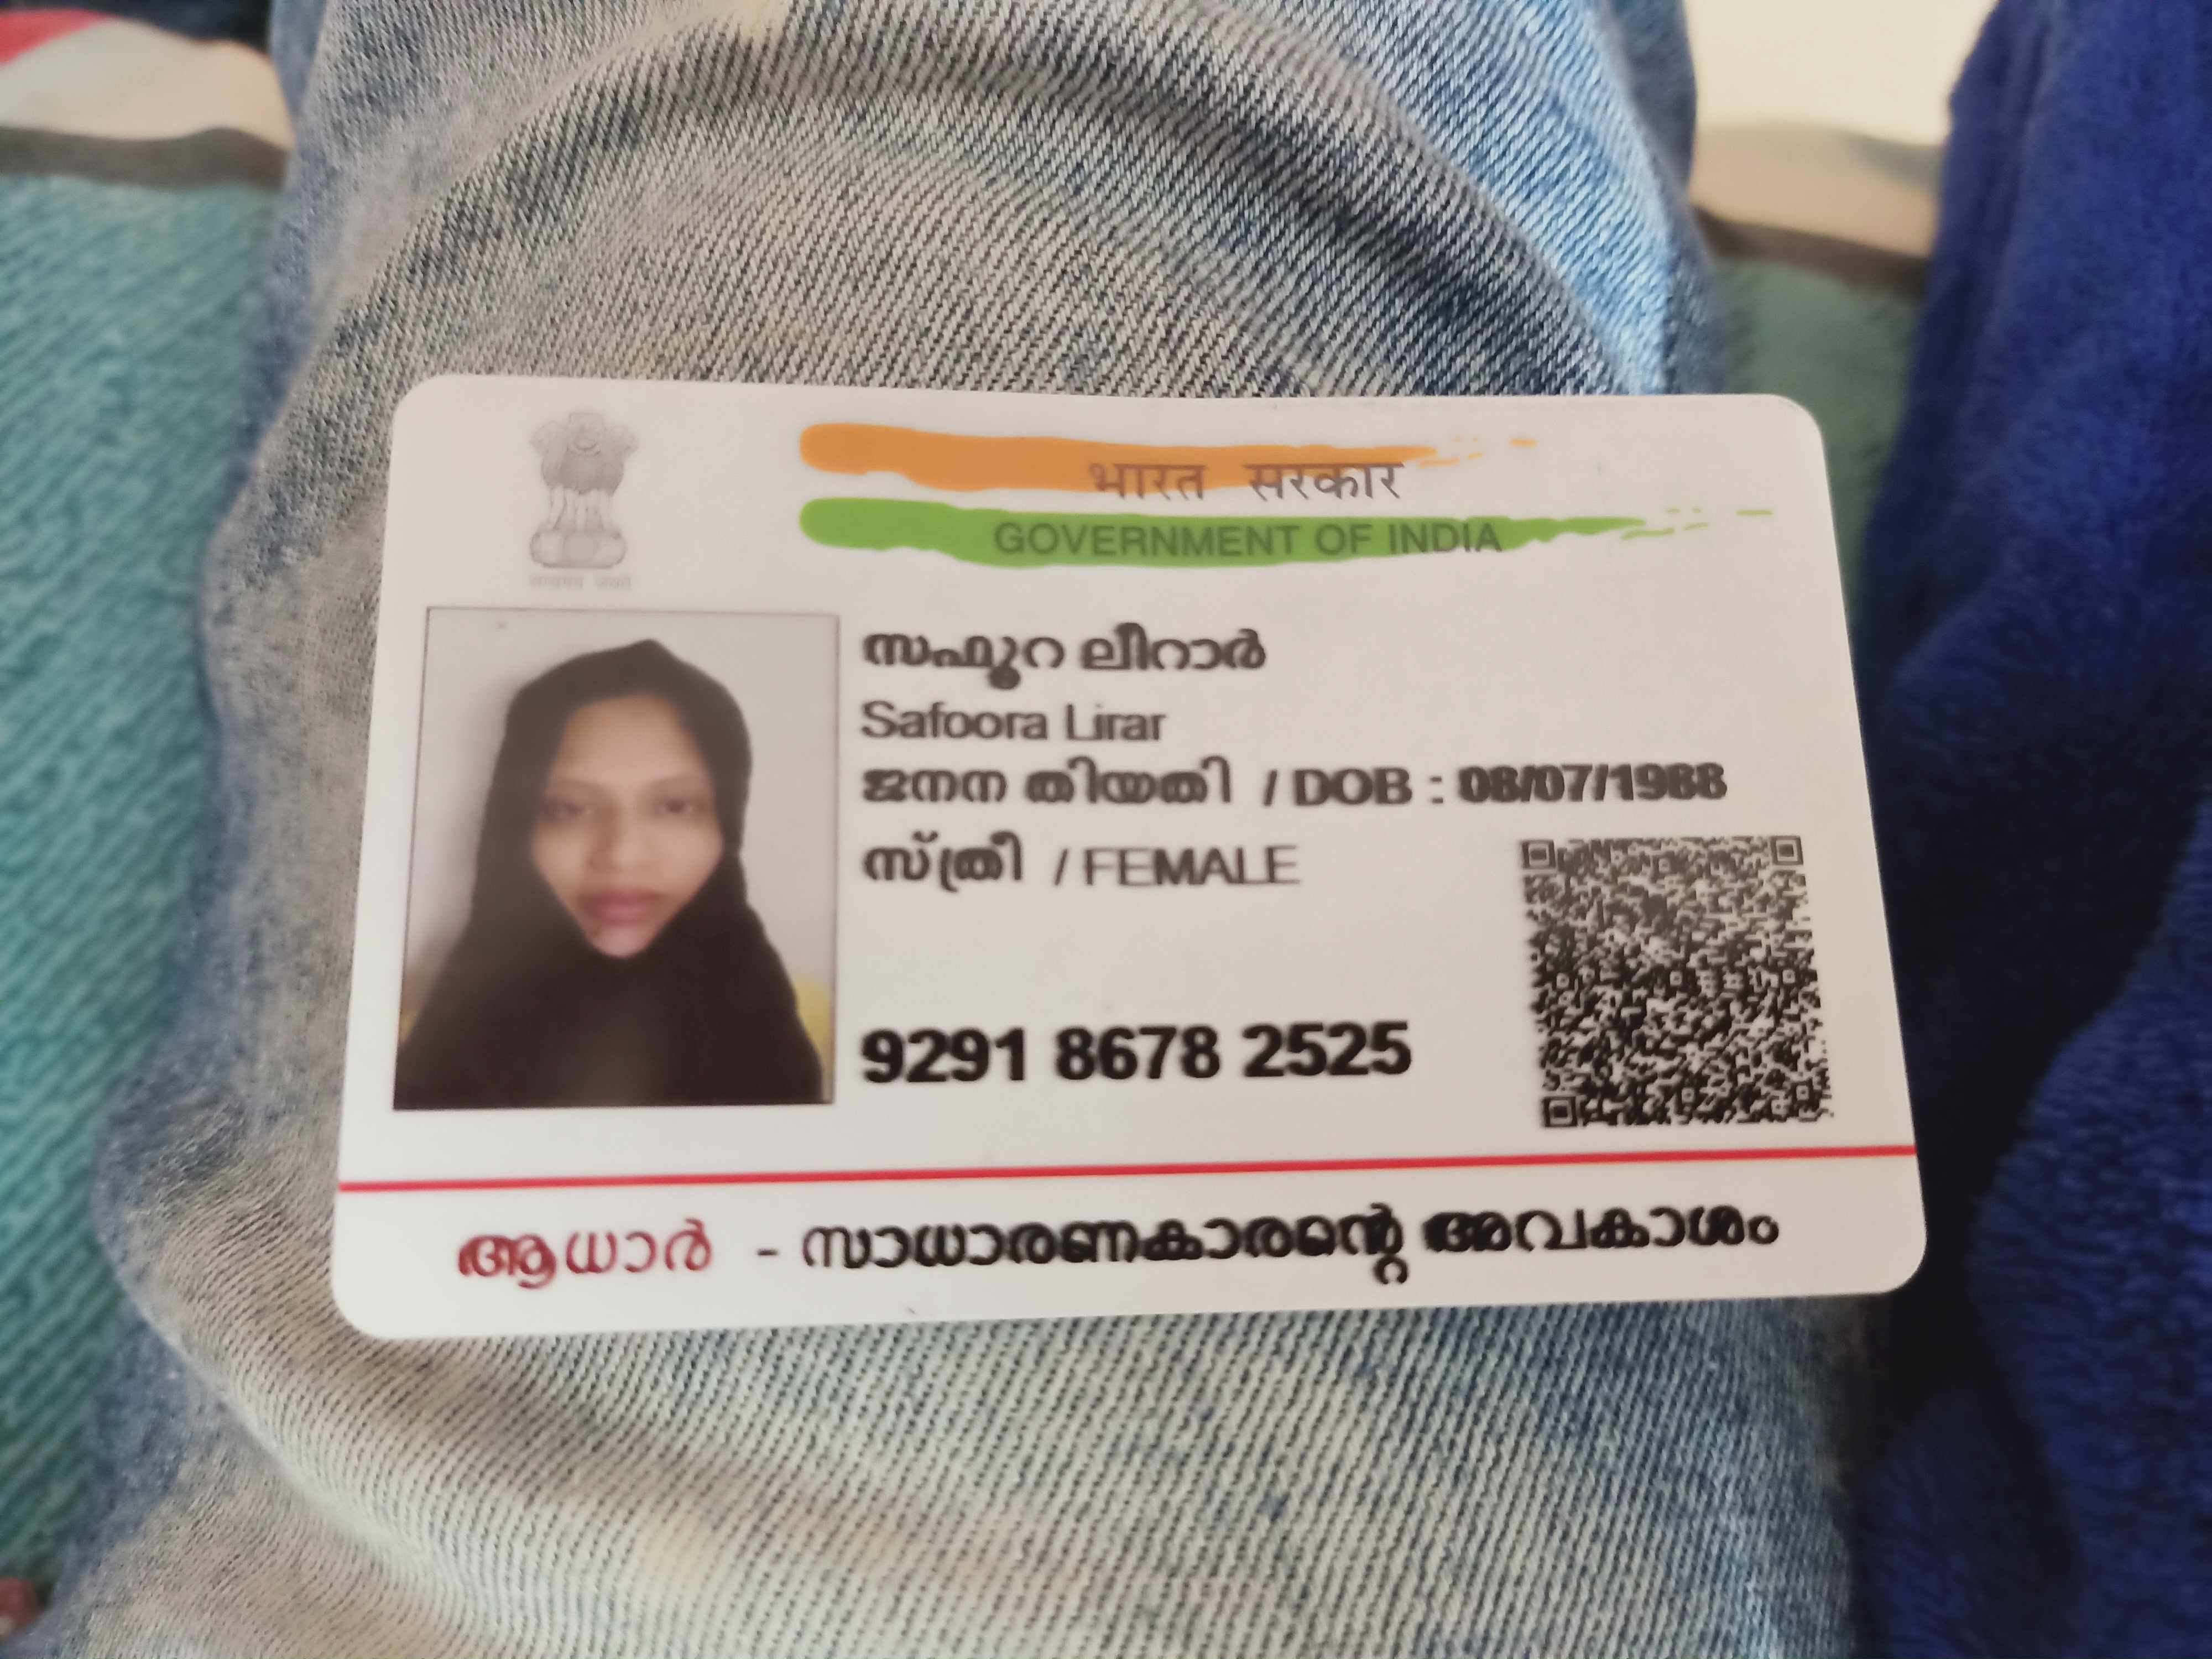 भारत सरकार
GOVERNMENT OF INDIA
സഫൂറ ലീറാർ
Safoora Lirar
ജനന തിയതി / DOB : 08/07/1988
സ്ത്രീ / FEMALE
9291 8678 2525
ആധാർ - സാധാരണകാരന്റെ അവകാശം